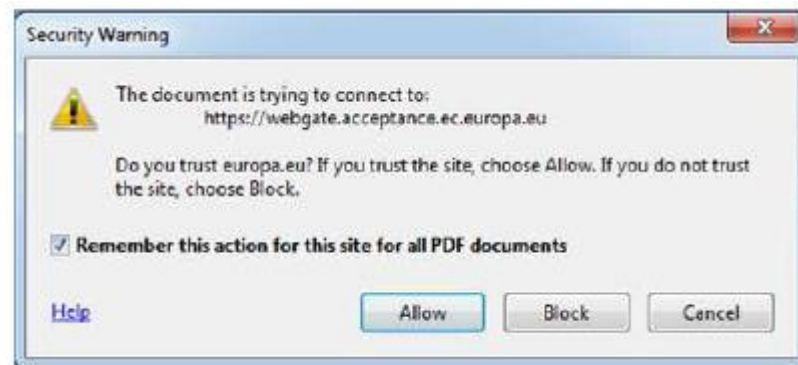 Security Warning
The document is trying to connect to:
https://webgate.acceptance.ec.europa.eu
Do you trust europa.eu? If you trust the site, choose Allow. If you do not trust
the site, choose Block.
Remember this action for this site for all PDF documents
Help
Allow
Block
Cancel